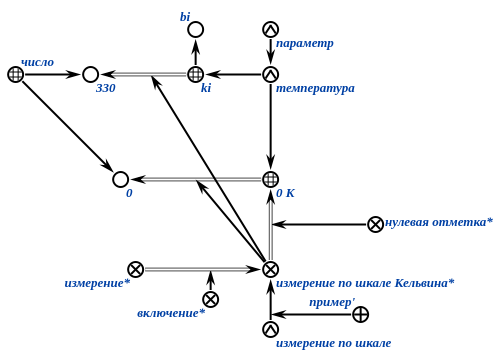 bi
параметр
число
330
ki
температура
0
0 К
нулевая отметка*
измерение*
измерение по шкале Кельвина*
пример'
включение*
измерение по шкале